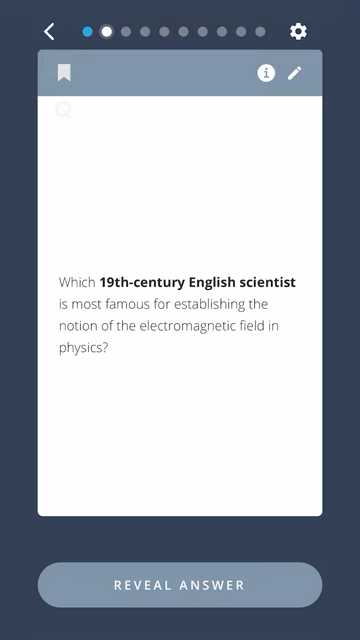 Q
Which 19th-century English scientist
is most famous for establishing the
notion of the electromagnetic field in
physics?
REVEAL ANSWER